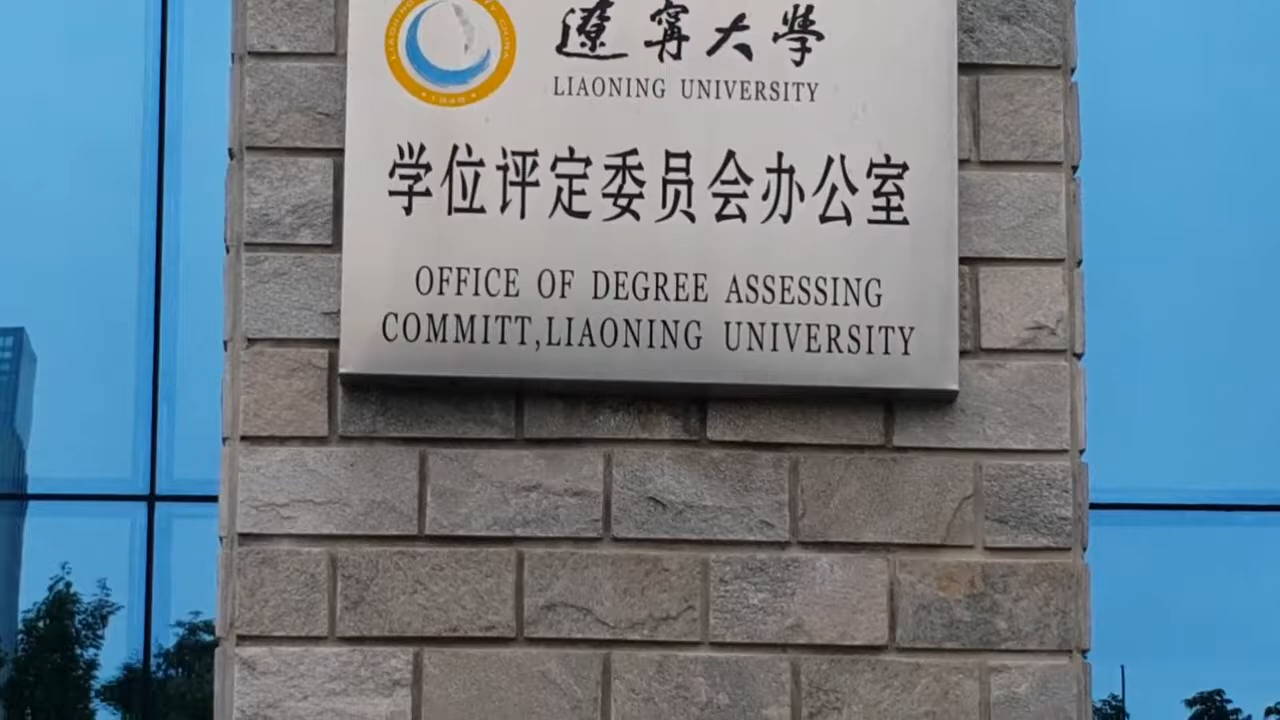 遼寧大學
LIAONING UNIVERSITY
学位评定委员会办公室
OFFICE OF DEGREE ASSESSING
COMMITT,LIAONING UNIVERSITY